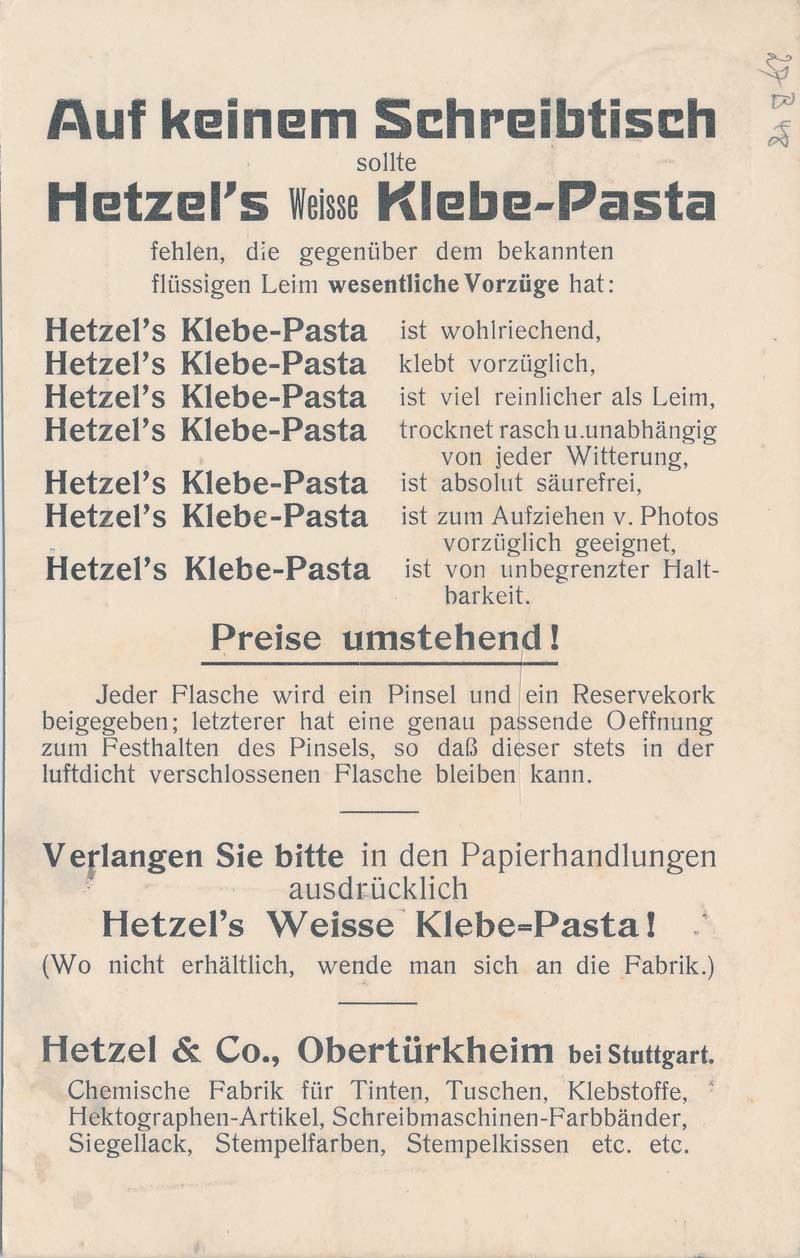 Auf keinem Schreibtisch
sollte
Hetzel's Weisse Klebe-Pasta
fehlen, die gegenüber dem bekannten
flüssigen Leim wesentliche Vorzüge hat:
Hetzel's Klebe-Pasta ist wohlriechend,
Hetzel's Klebe-Pasta klebt vorzüglich,
Hetzel's Klebe-Pasta ist viel reinlicher als Leim,
Hetzel's Klebe-Pasta trocknet rasch u. unabhängig
von jeder Witterung,
Hetzel's Klebe-Pasta ist absolut säurefrei,
Hetzel's Klebe-Pasta ist zum Aufziehen v. Photos
vorzüglich geeignet,
Hetzel's Klebe-Pasta ist von unbegrenzter Halt-
barkeit.
Preise umstehend!
Jeder Flasche wird ein Pinsel und ein Reservekork
beigegeben; letzterer hat eine genau passende Oeffnung
zum Festhalten des Pinsels, so daß dieser stets in der
luftdicht verschlossenen Flasche bleiben kann.
Verlangen Sie bitte in den Papierhandlungen
ausdrücklich
Hetzel's Weisse Klebe=Pasta!
(Wo nicht erhältlich, wende man sich an die Fabrik.)
Hetzel & Co., Obertürkheim bei Stuttgart.
Chemische Fabrik für Tinten, Tuschen, Klebstoffe,
Hektographen-Artikel, Schreibmaschinen-Farbbänder,
Siegellack, Stempelfarben, Stempelkissen etc. etc.